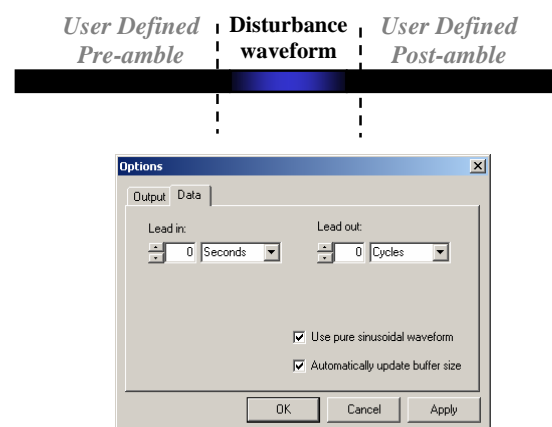 User Defined Disturbance User Defined
Pre-amble waveform Post-amble
Options
Output Data
Lead in: Lead out:
0 Seconds 0 Cycles
Use pure sinusoidal waveform
Automatically update buffer size
OK Cancel Apply